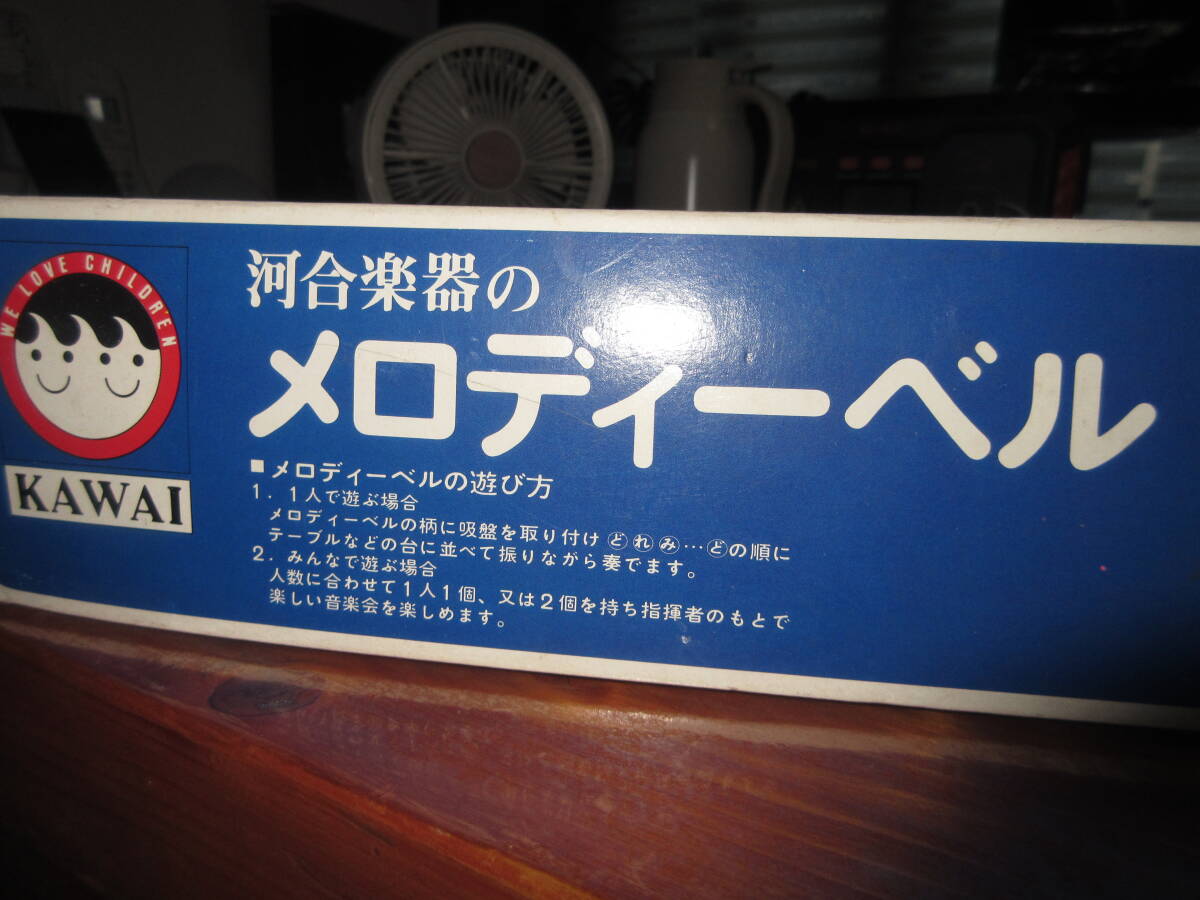 WE LOVE CHILDREN
KAWAI
河合楽器の
メロディーベル
■メロディーベルの遊び方
1. 1人で遊ぶ場合
メロディーベルの柄に吸盤を取り付けどれみ…どの順に
テーブルなどの台に並べて振りながら奏でます。
2. みんなで遊ぶ場合
人数に合わせて1人1個、又は2個を持ち指揮者のもとで
楽しい音楽会を楽しめます。